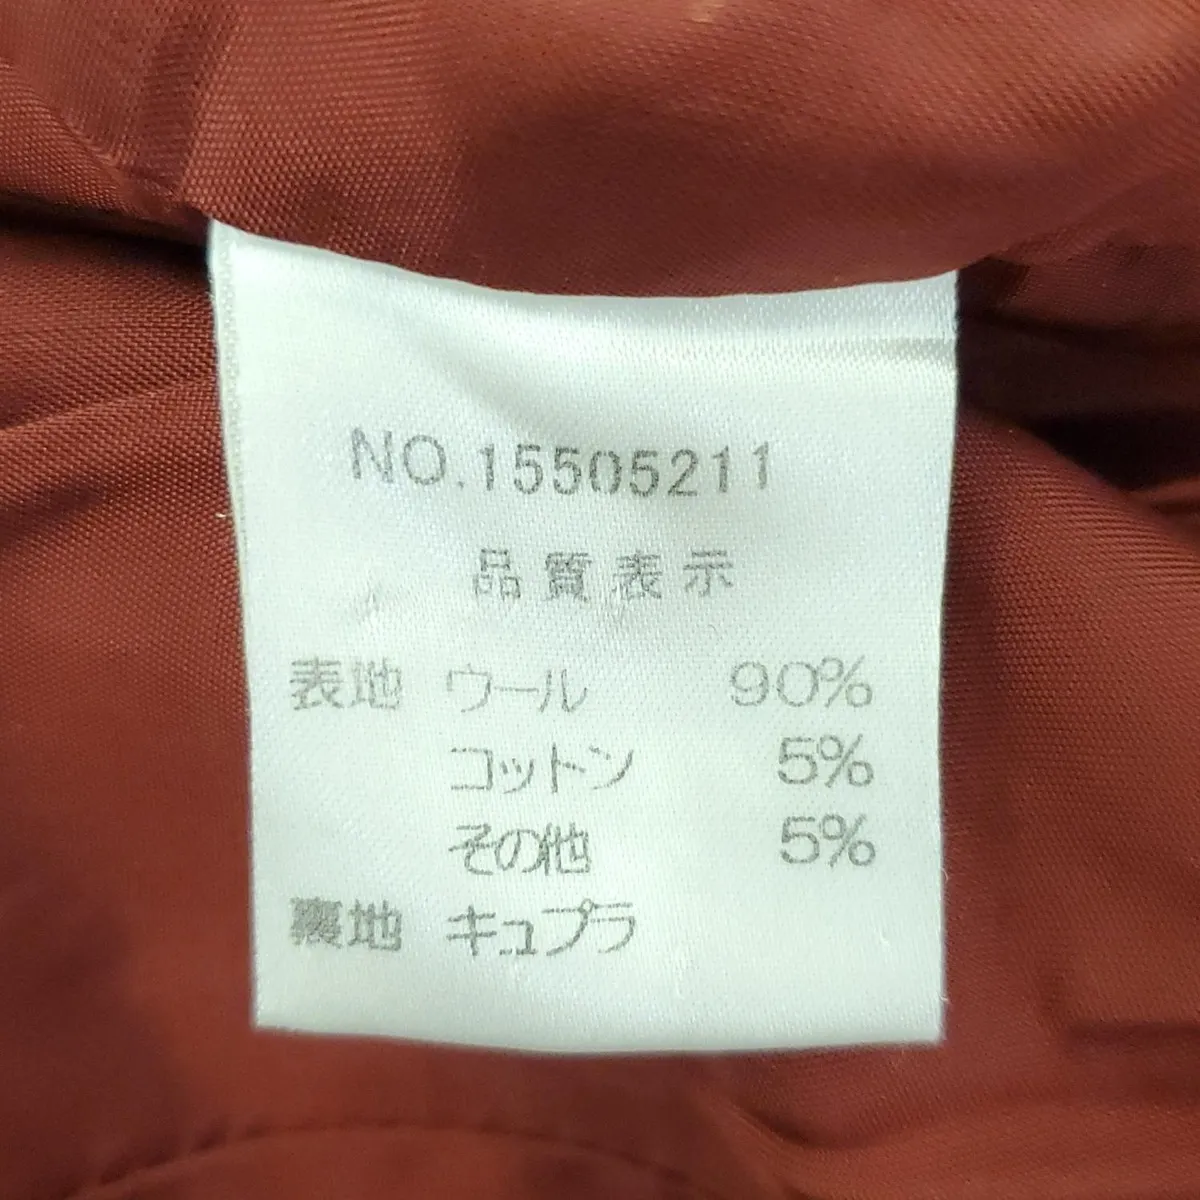 NO.15505211
品質表示
表地 ウール 90%
コットン 5%
その他 5%
裏地 キュプラ